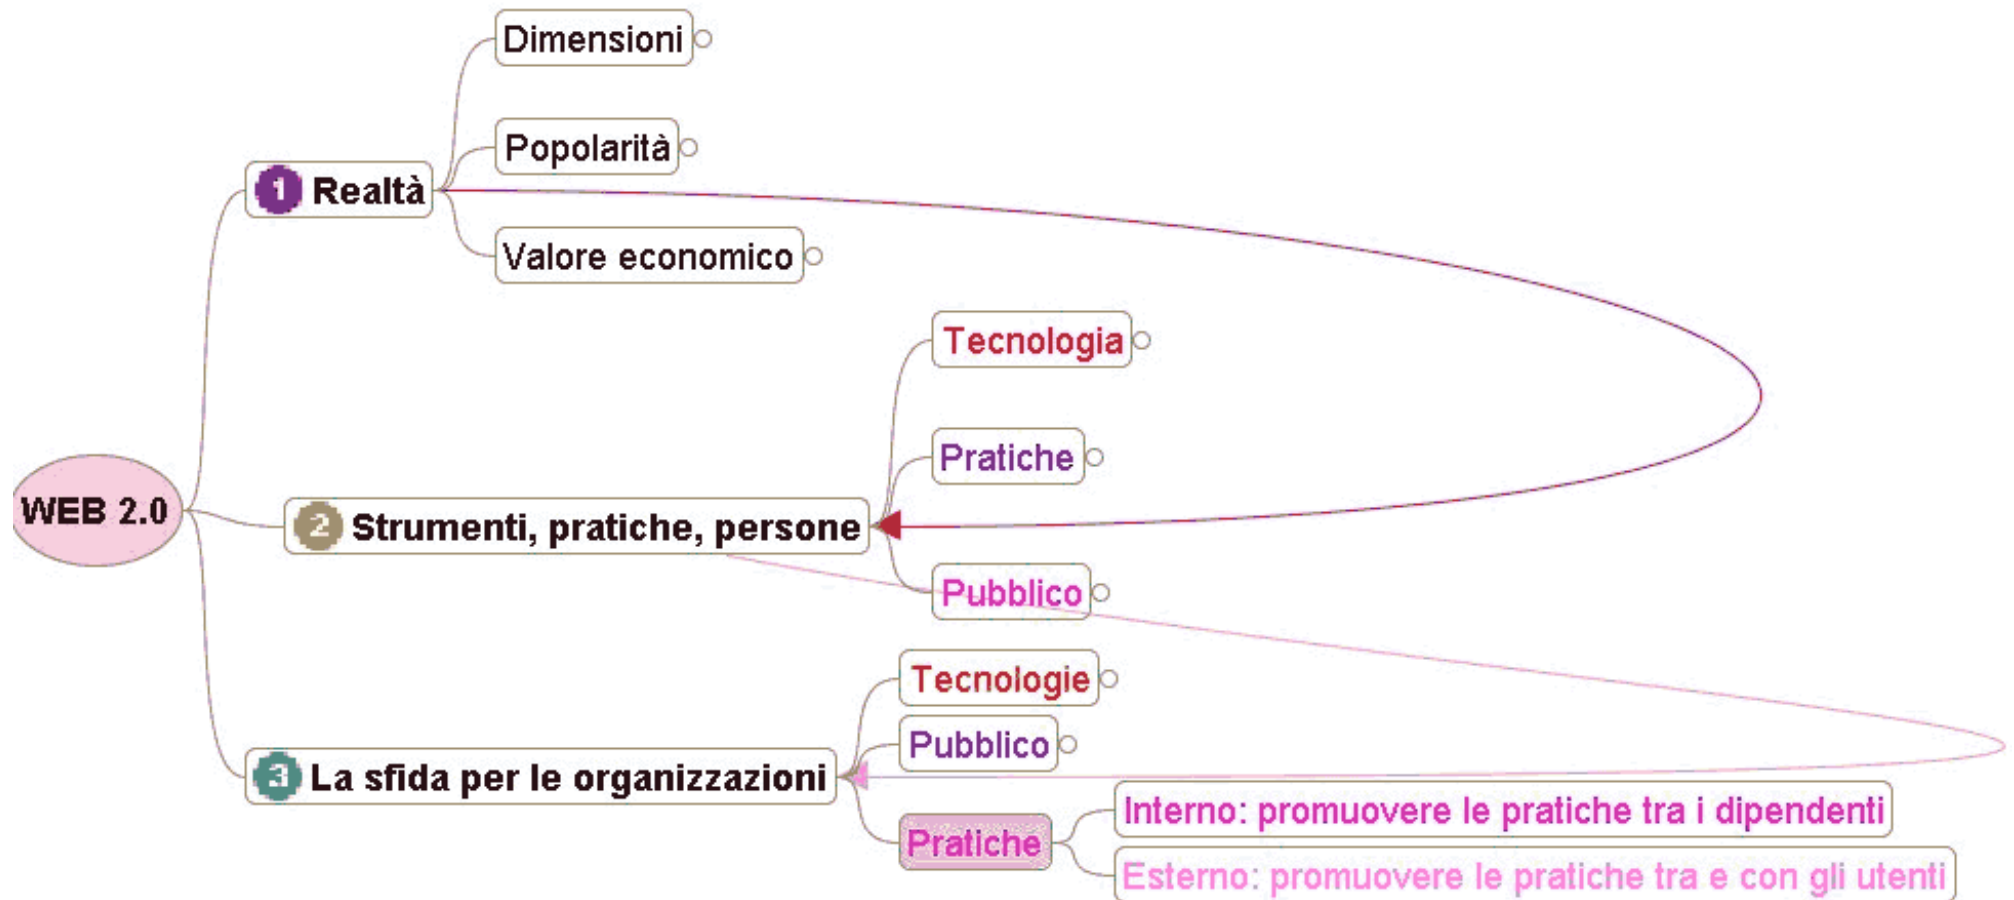 Dimensioni
Popolarità
1 Realtà
Valore economico
Tecnologia
Pratiche
WEB 2.0
2 Strumenti, pratiche, persone
Pubblico
Tecnologie
Pubblico
3 La sfida per le organizzazioni
Interno: promuovere le pratiche tra i dipendenti
Pratiche
Esterno: promuovere le pratiche tra e con gli utenti